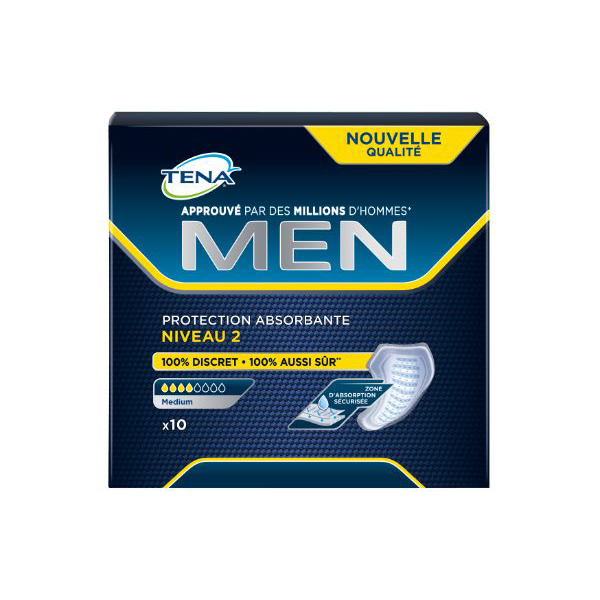 NOUVELLE
QUALITÉ
TENA
APPROUVÉ PAR DES MILLIONS D'HOMMES*
MEN
PROTECTION ABSORBANTE
NIVEAU 2
100% DISCRET • 100% AUSSI SÛR**
ZONE
D'ABSORPTION
SÉCURISÉE
Medium
x10